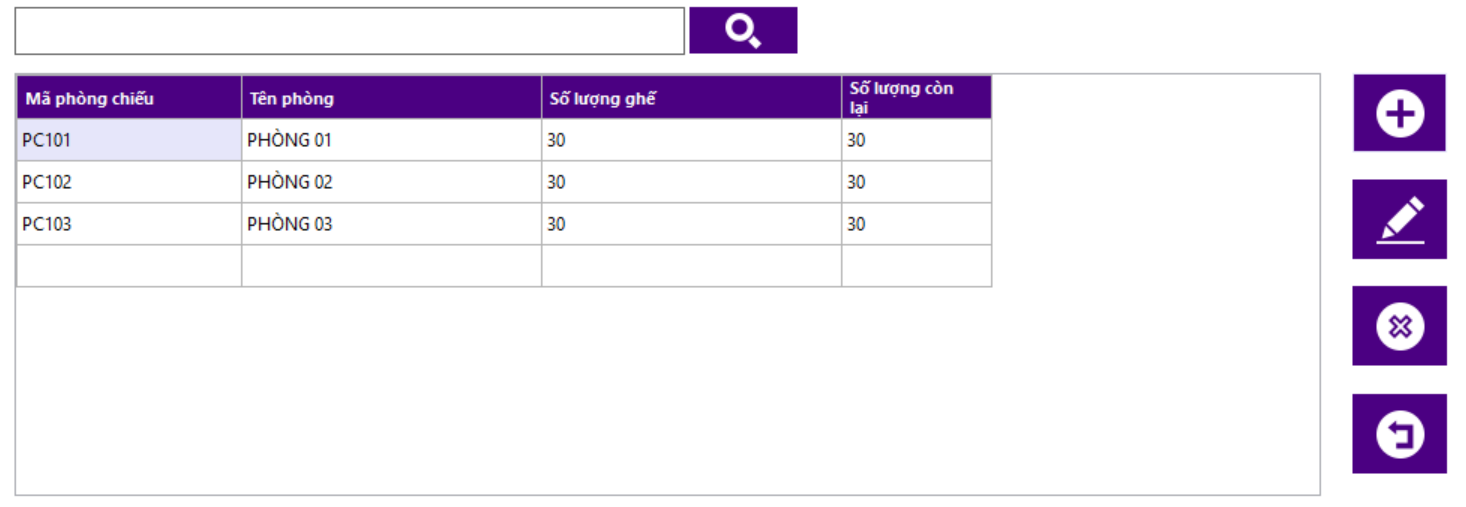 Mã phòng chiếu Tên phòng Số lượng ghế Số lượng còn
lại
PC101 PHÒNG 01 30 30
PC102 PHÒNG 02 30 30
PC103 PHÒNG 03 30 30